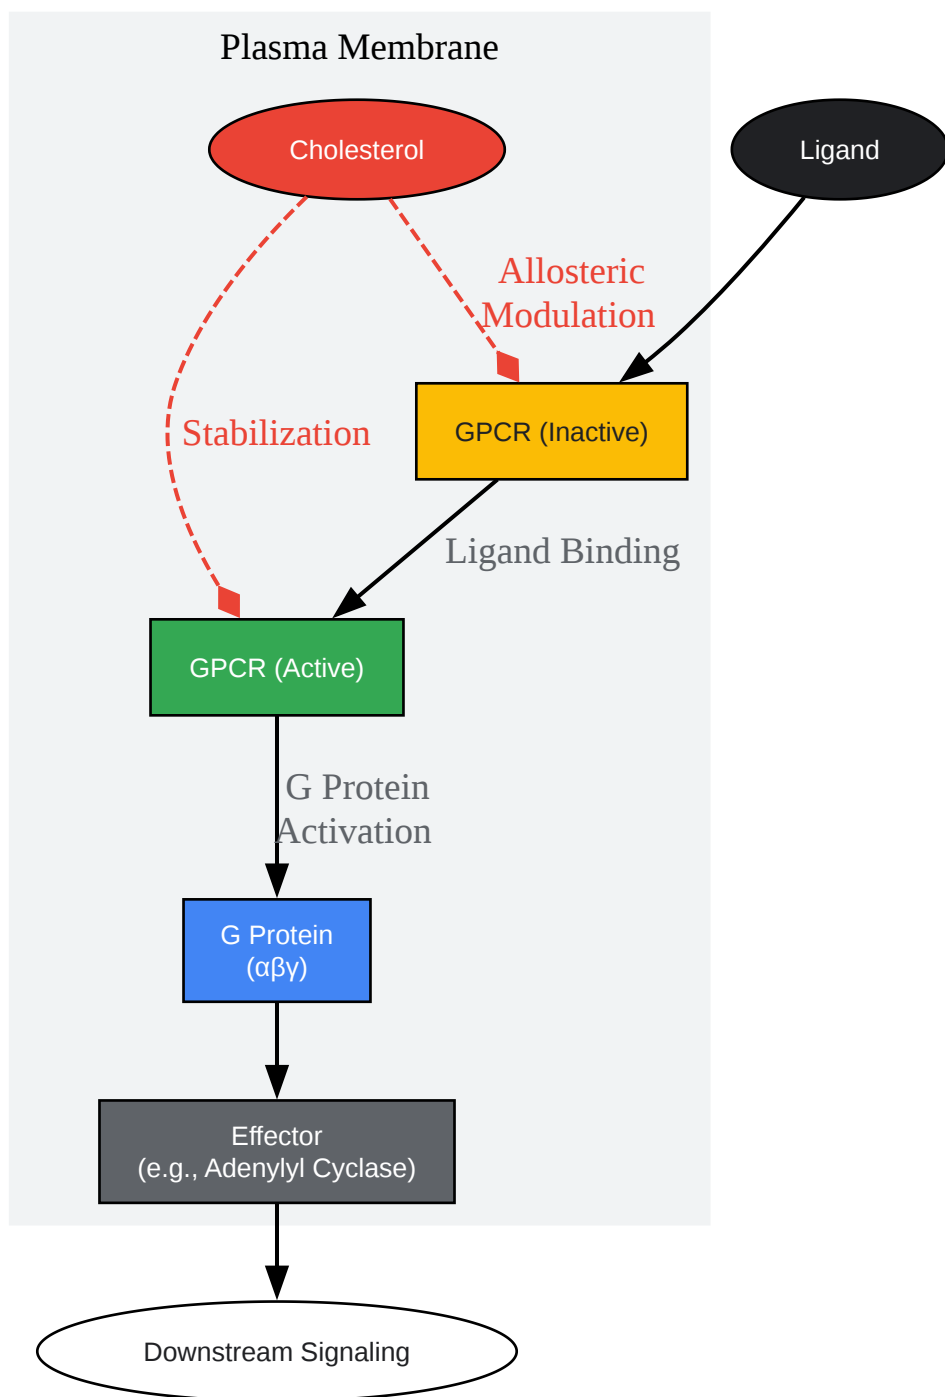 Plasma Membrane
Cholesterol
Ligand
Allosteric
Modulation
Stabilization
GPCR (Inactive)
Ligand Binding
GPCR (Active)
G Protein
Activation
G Protein
(αβγ)
Effector
(e.g., Adenylyl Cyclase)
Downstream Signaling